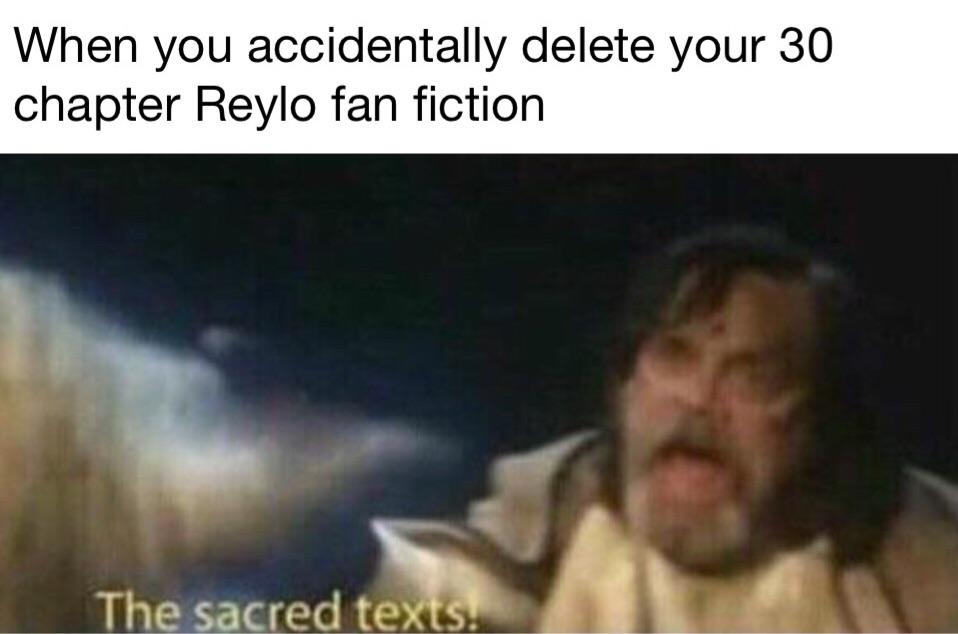 When you accidentally delete your 30
chapter Reylo fan fiction
The sacred texts!